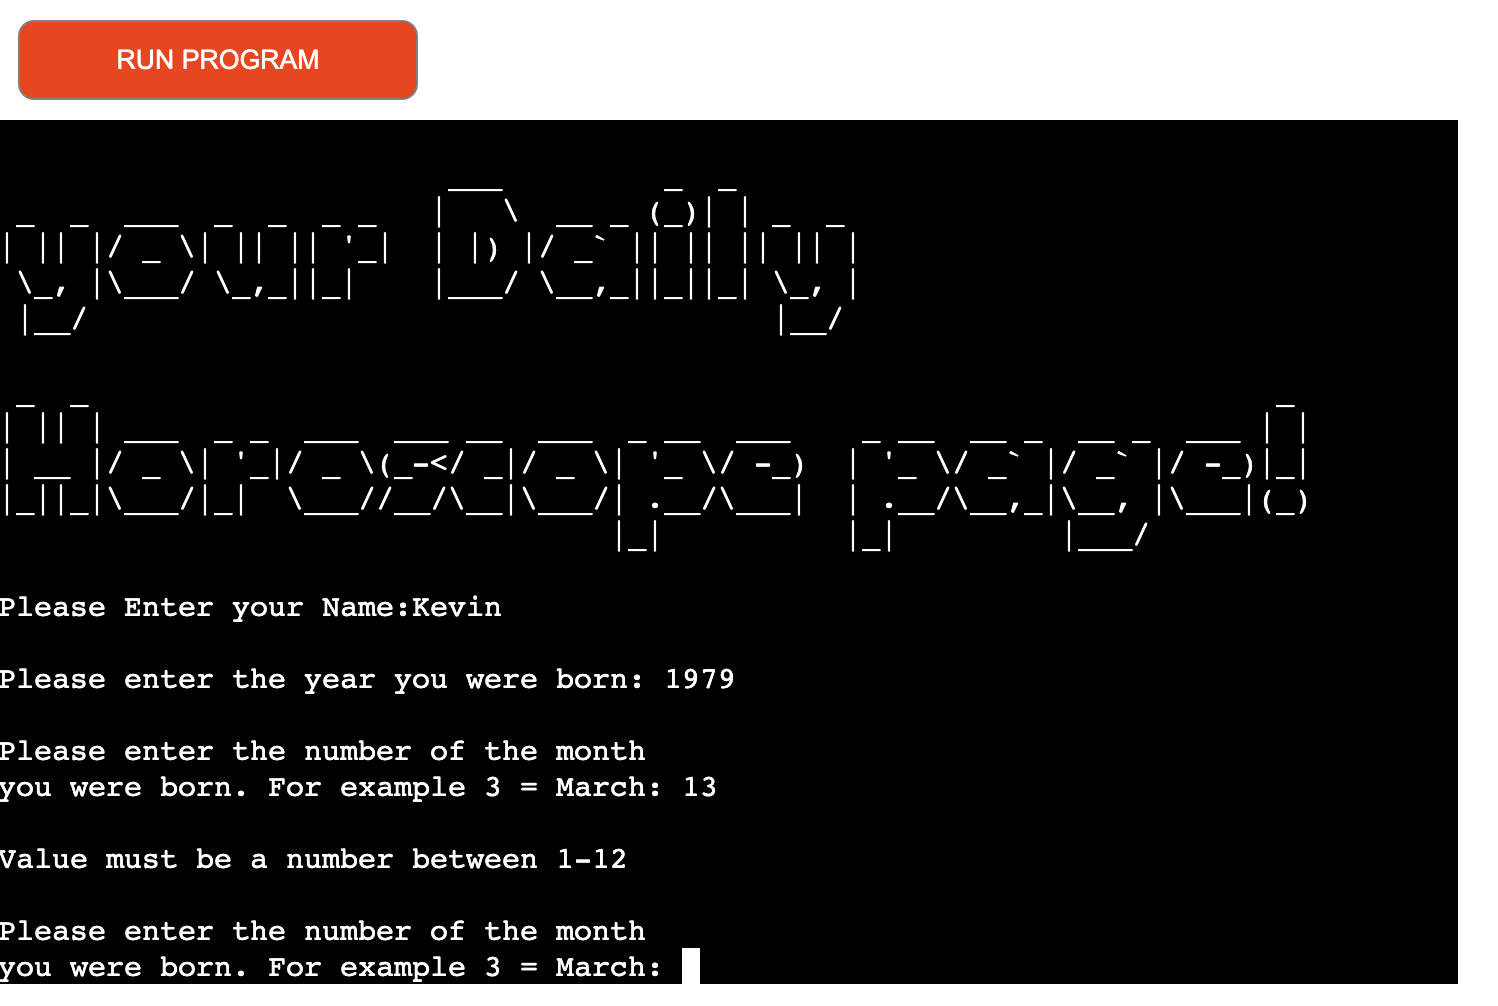 RUN PROGRAM
your Daily
Horoscope page!
Please Enter your Name:Kevin
Please enter the year you were born: 1979
Please enter the number of the month
you were born. For example 3 = March: 13
Value must be a number between 1-12
Please enter the number of the month
you were born. For example 3 = March: